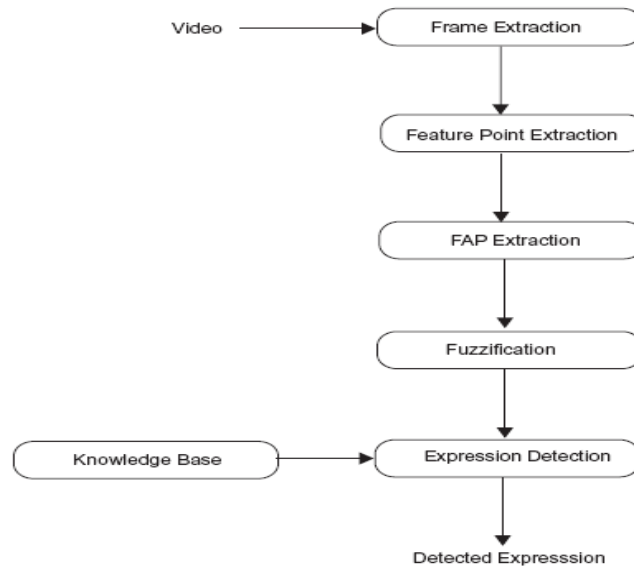 Video
Frame Extraction
Feature Point Extraction
FAP Extraction
Fuzzification
Knowledge Base
Expression Detection
Detected Expresssion